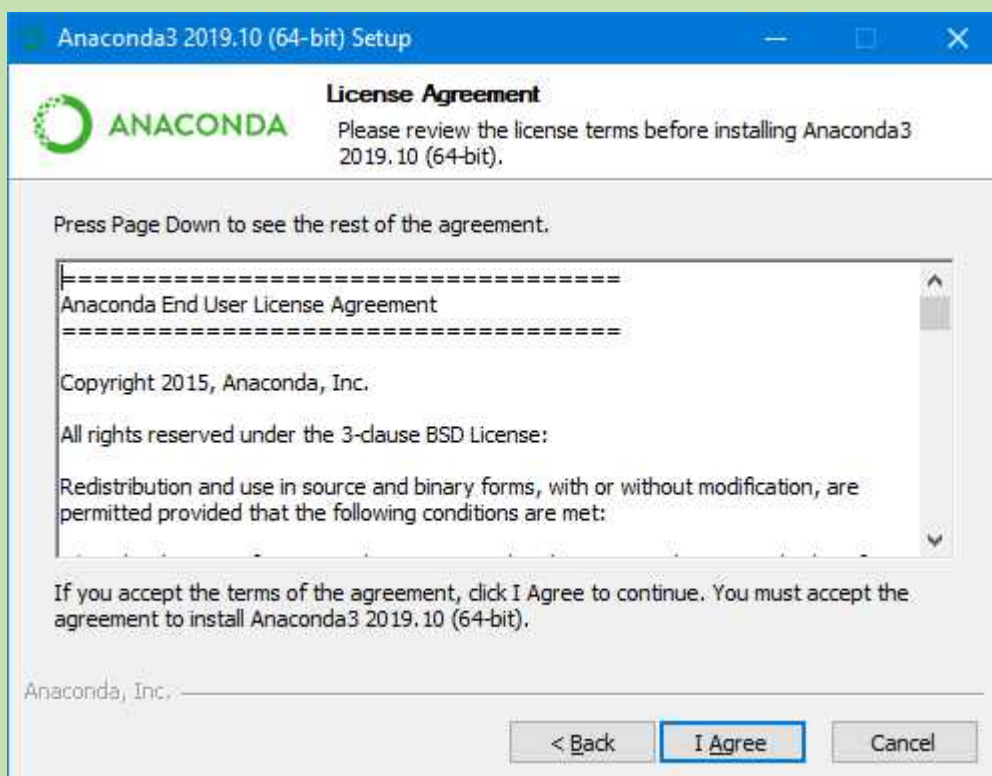 Anaconda3 2019.10 (64-bit) Setup
ANACONDA
License Agreement
Please review the license terms before installing Anaconda3
2019.10 (64-bit).
Press Page Down to see the rest of the agreement.
===================================
Anaconda End User License Agreement
===================================
Copyright 2015, Anaconda, Inc.
All rights reserved under the 3-clause BSD License:
Redistribution and use in source and binary forms, with or without modification, are
permitted provided that the following conditions are met:
If you accept the terms of the agreement, click I Agree to continue. You must accept the
agreement to install Anaconda3 2019.10 (64-bit).
Anaconda, Inc.
< Back
I Agree
Cancel